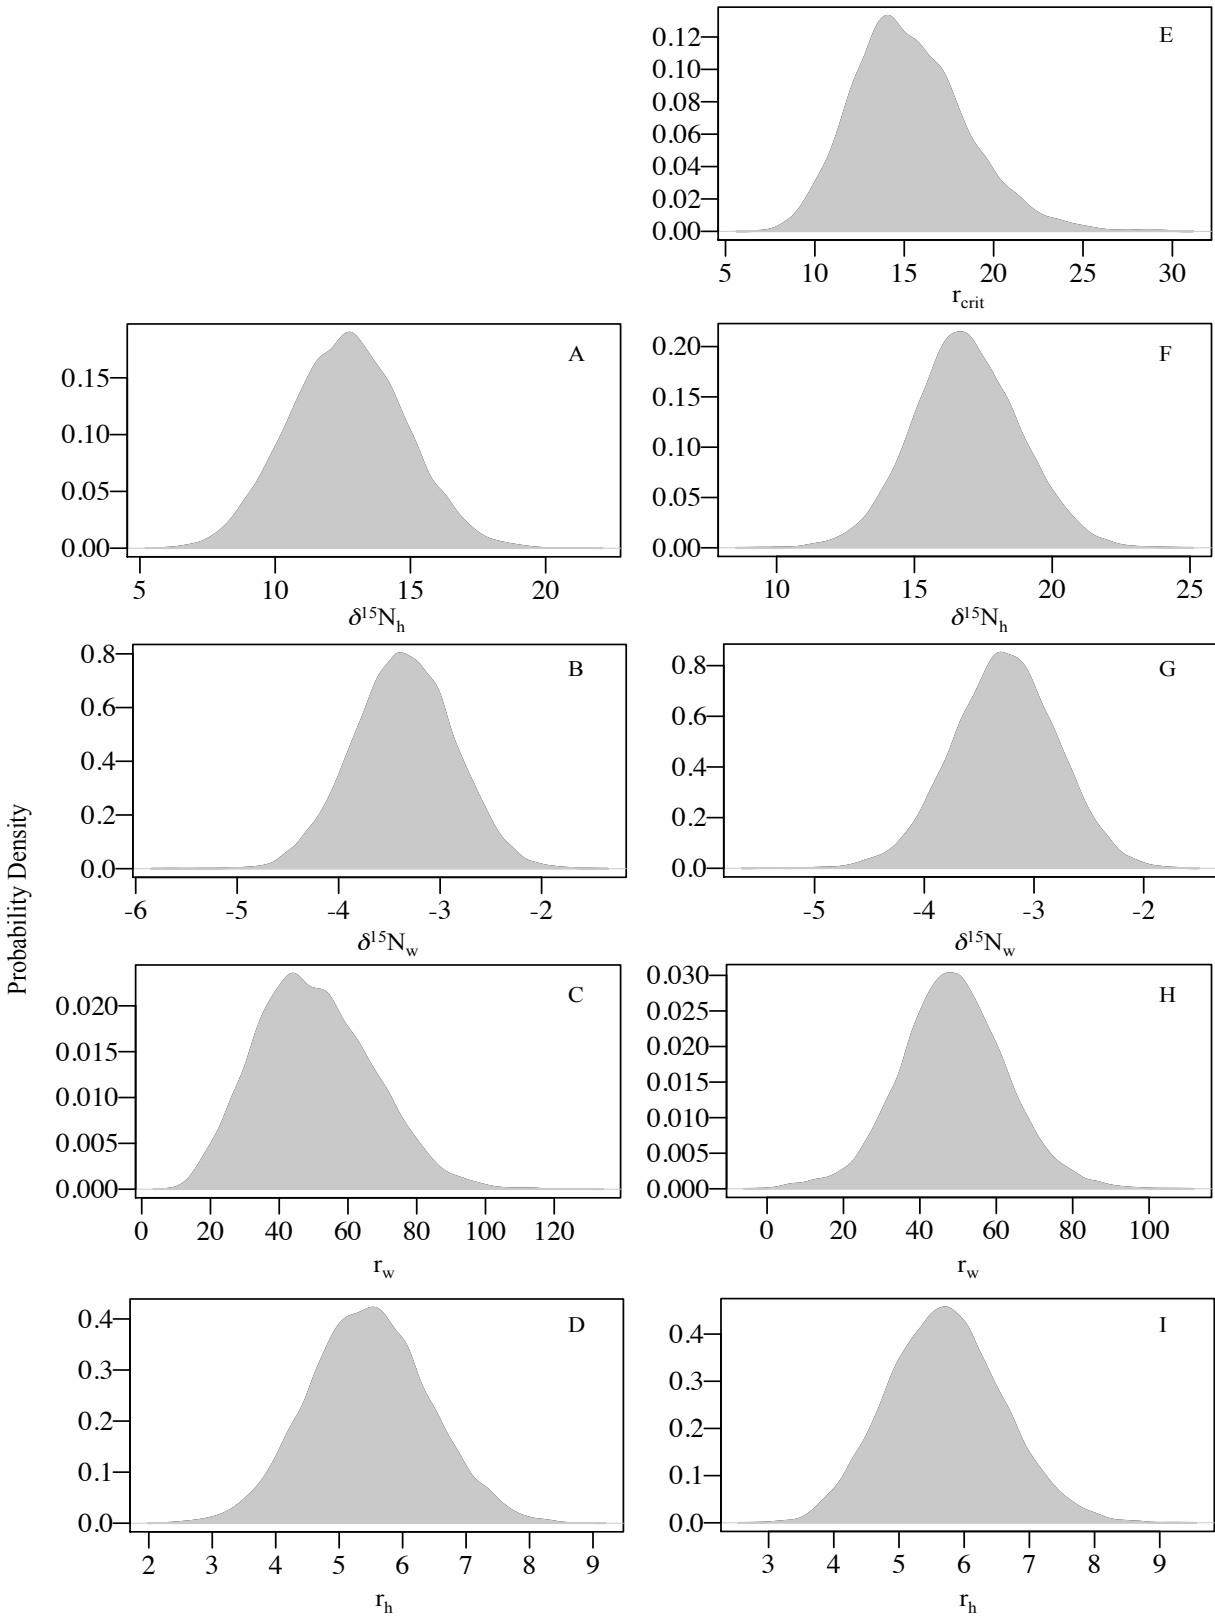 Probability Density
E
0.12
0.10
0.08
0.06
0.04
0.02
0.00
5 10 15 20 25 30
r_crit
A
0.15
0.10
0.05
0.00
5 10 15 20
δ¹⁵N_h
F
0.20
0.15
0.10
0.05
0.00
10 15 20 25
δ¹⁵N_h
B
0.8
0.6
0.4
0.2
0.0
-6 -5 -4 -3 -2
δ¹⁵N_w
G
0.8
0.6
0.4
0.2
0.0
-5 -4 -3 -2
δ¹⁵N_w
C
0.020
0.015
0.010
0.005
0.000
0 20 40 60 80 100 120
r_w
H
0.030
0.025
0.020
0.015
0.010
0.005
0.000
0 20 40 60 80 100
r_w
D
0.4
0.3
0.2
0.1
0.0
2 3 4 5 6 7 8 9
r_h
I
0.4
0.3
0.2
0.1
0.0
3 4 5 6 7 8 9
r_h